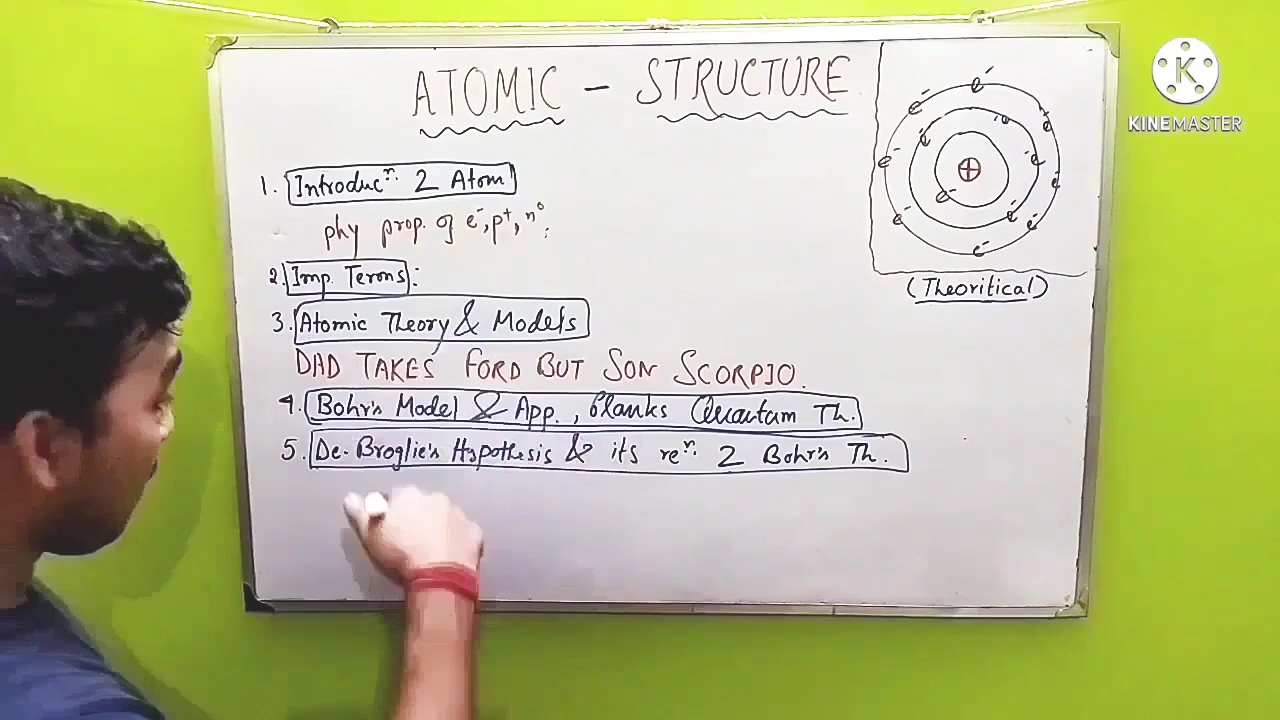 ATOMIC - STRUCTURE
1. Introducⁿ. 2 Atom
phy prop. of e⁻, p⁺, n⁰:
2. Imp. Terms:
3. Atomic Theory & Models
DAD TAKES FORD BUT SON SCORPIO.
4. Bohr's Model & App., Planks Quantam Th.
5. De-Broglie's Hypothesis & its reⁿ. 2 Bohr's Th.
e⁻ e⁻ e⁻ e⁻ e⁻ e⁻ e⁻ e⁻ e⁻ e⁻ e⁻ e⁻ e⁻
+
(Theoritical)
K
KINEMASTER